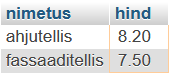 nimetus hind
ahjutellis 8.20
fassaaditellis 7.50